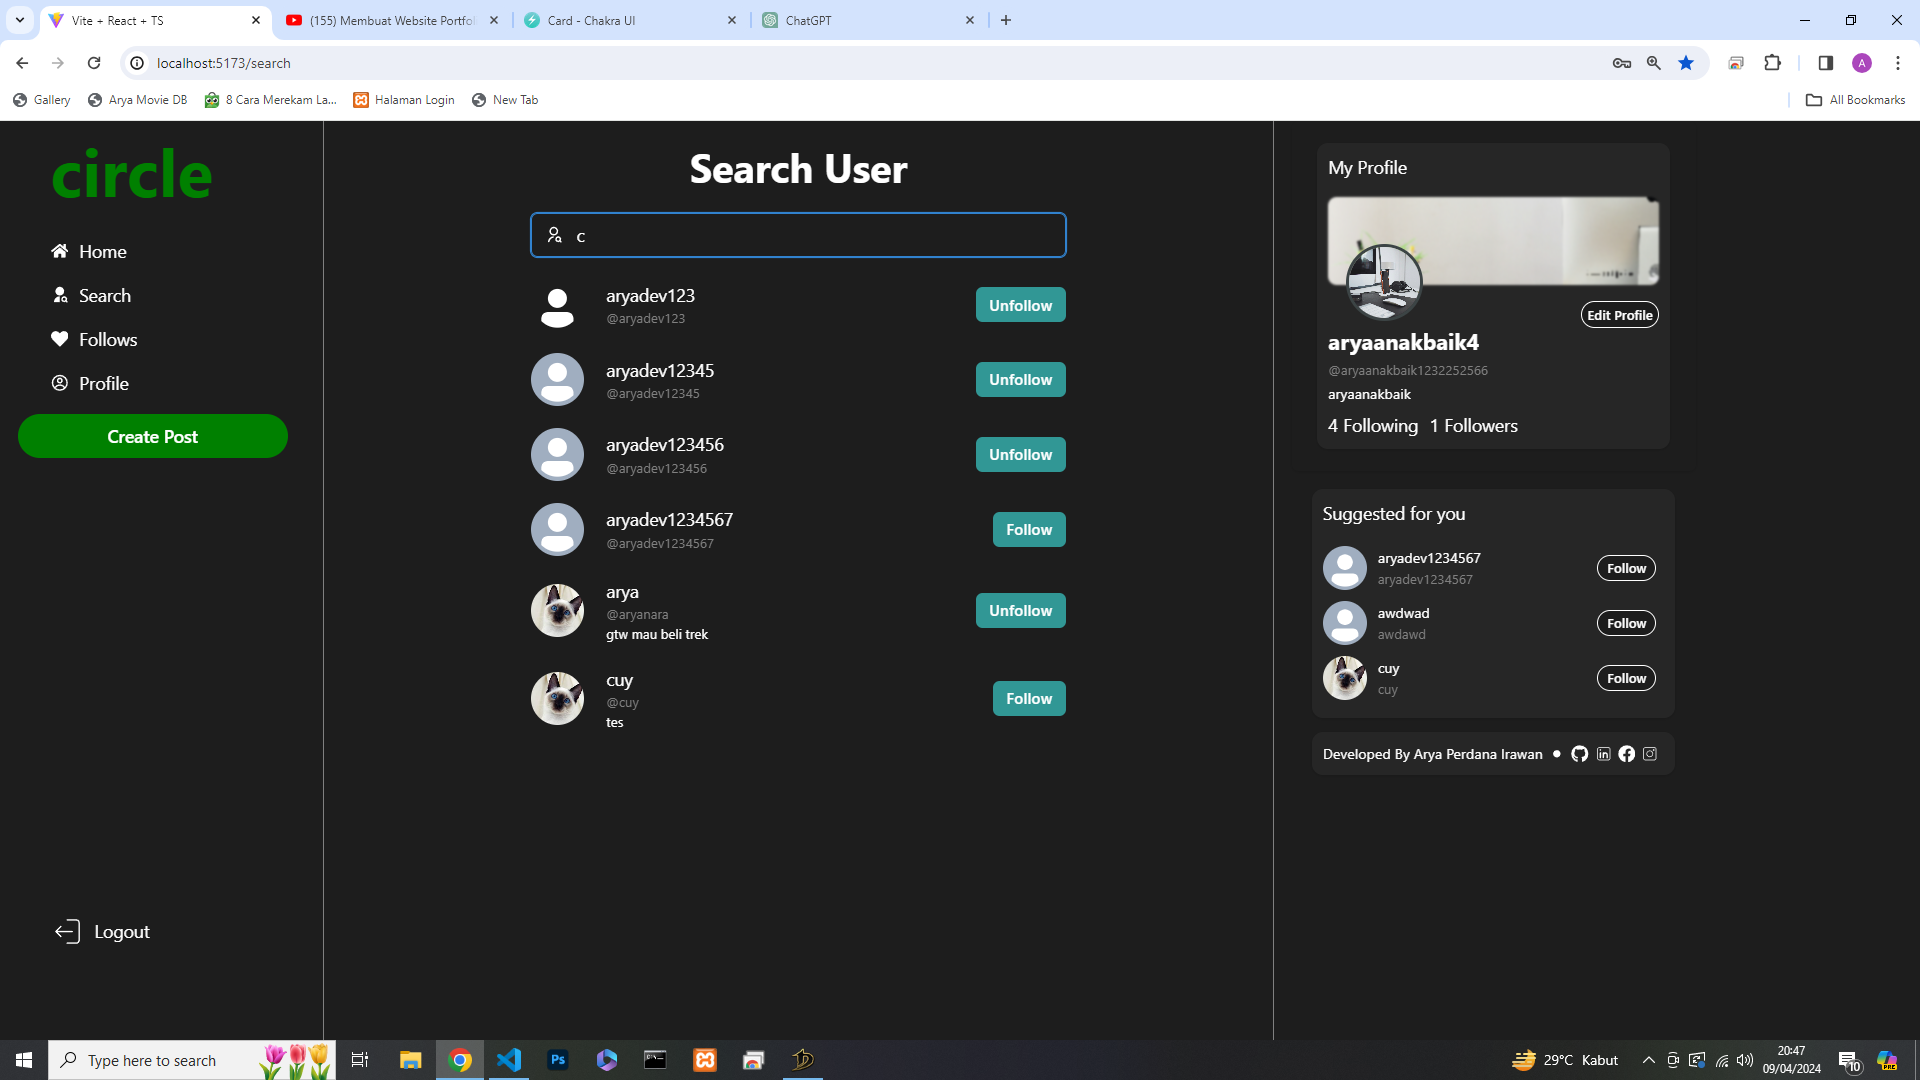 Vite + React + TS
(155) Membuat Website Portfoli
Card - Chakra UI
ChatGPT
localhost:5173/search
A
Gallery
Arya Movie DB
8 Cara Merekam La...
Halaman Login
New Tab
All Bookmarks
circle
Home
Search
Follows
Profile
Create Post
Logout
Search User
c
aryadev123
@aryadev123
Unfollow
aryadev12345
@aryadev12345
Unfollow
aryadev123456
@aryadev123456
Unfollow
aryadev1234567
@aryadev1234567
Follow
arya
@aryanara
gtw mau beli trek
Unfollow
cuy
@cuy
tes
Follow
My Profile
Edit Profile
aryaanakbaik4
@aryaanakbaik1232252566
aryaanakbaik
4 Following 1 Followers
Suggested for you
aryadev1234567
aryadev1234567
Follow
awdwad
awdawd
Follow
cuy
cuy
Follow
Developed By Arya Perdana Irawan
Type here to search
Ps
29°C Kabut
20:47
09/04/2024
10
PRE